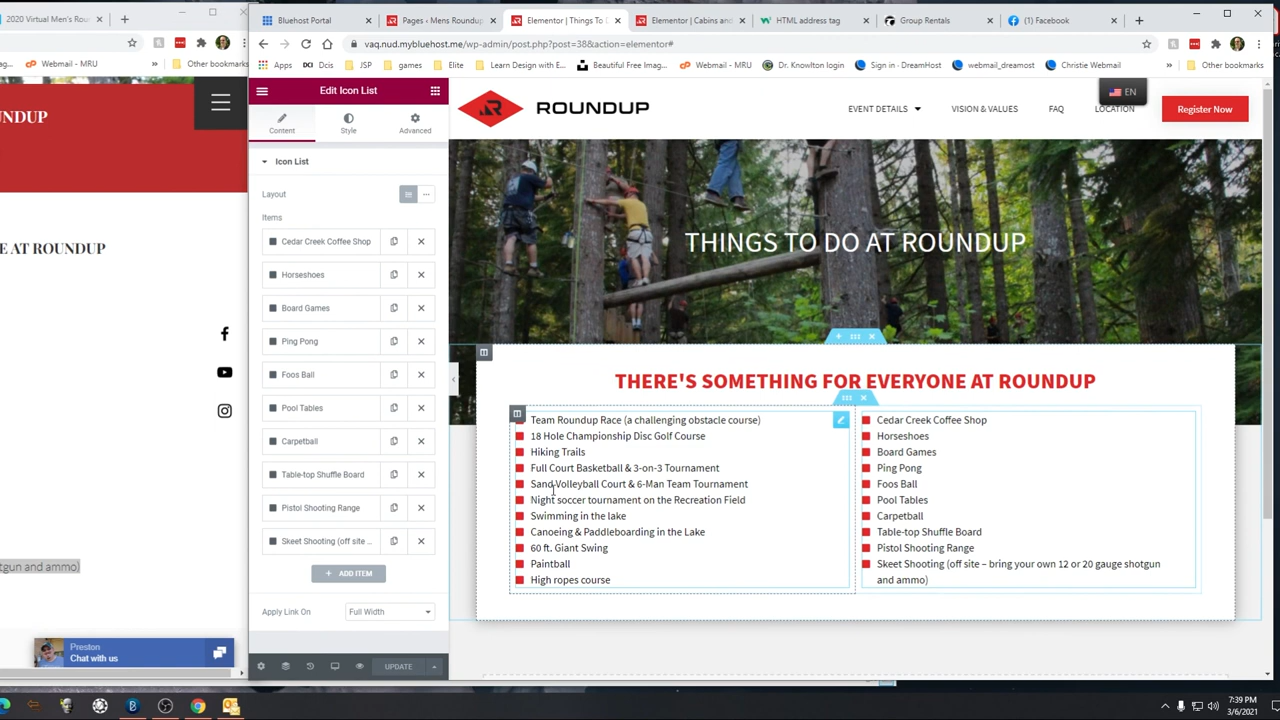 2020 Virtual Men's Roun
Bluehost Portal
Pages ‹ Mens Roundup
Elementor | Things To D
Elementor | Cabins and
HTML address tag
Group Rentals
(2) Facebook
vaq.nud.mybluehost.me/wp-admin/post.php?post=38&action=elementor#
Webmail - MRU
Other bookmarks
Apps
DCI
Dcis
JSP
games
Elite
Learn Design with E...
Beautiful Free Imag...
Webmail - MRU
Dr. Knowlton login
Sign in - DreamHost
webmail_dreamost
Christie Webmail
Other bookmarks
UNDUP
E AT ROUNDUP
tgun and ammo)
Preston
Chat with us
Edit Icon List
Content
Style
Advanced
Icon List
Layout
Items
Cedar Creek Coffee Shop
Horseshoes
Board Games
Ping Pong
Foos Ball
Pool Tables
Carpetball
Table-top Shuffle Board
Pistol Shooting Range
Skeet Shooting (off site ...
+ ADD ITEM
Apply Link On
Full Width
UPDATE
EN
ROUNDUP
EVENT DETAILS
VISION & VALUES
FAQ
LOCATION
Register Now
THINGS TO DO AT ROUNDUP
THERE'S SOMETHING FOR EVERYONE AT ROUNDUP
Team Roundup Race (a challenging obstacle course)
18 Hole Championship Disc Golf Course
Hiking Trails
Full Court Basketball & 3-on-3 Tournament
Sand Volleyball Court & 6-Man Team Tournament
Night soccer tournament on the Recreation Field
Swimming in the lake
Canoeing & Paddleboarding in the Lake
60 ft. Giant Swing
Paintball
High ropes course
Cedar Creek Coffee Shop
Horseshoes
Board Games
Ping Pong
Foos Ball
Pool Tables
Carpetball
Table-top Shuffle Board
Pistol Shooting Range
Skeet Shooting (off site – bring your own 12 or 20 gauge shotgun
and ammo)
7:39 PM
3/6/2021